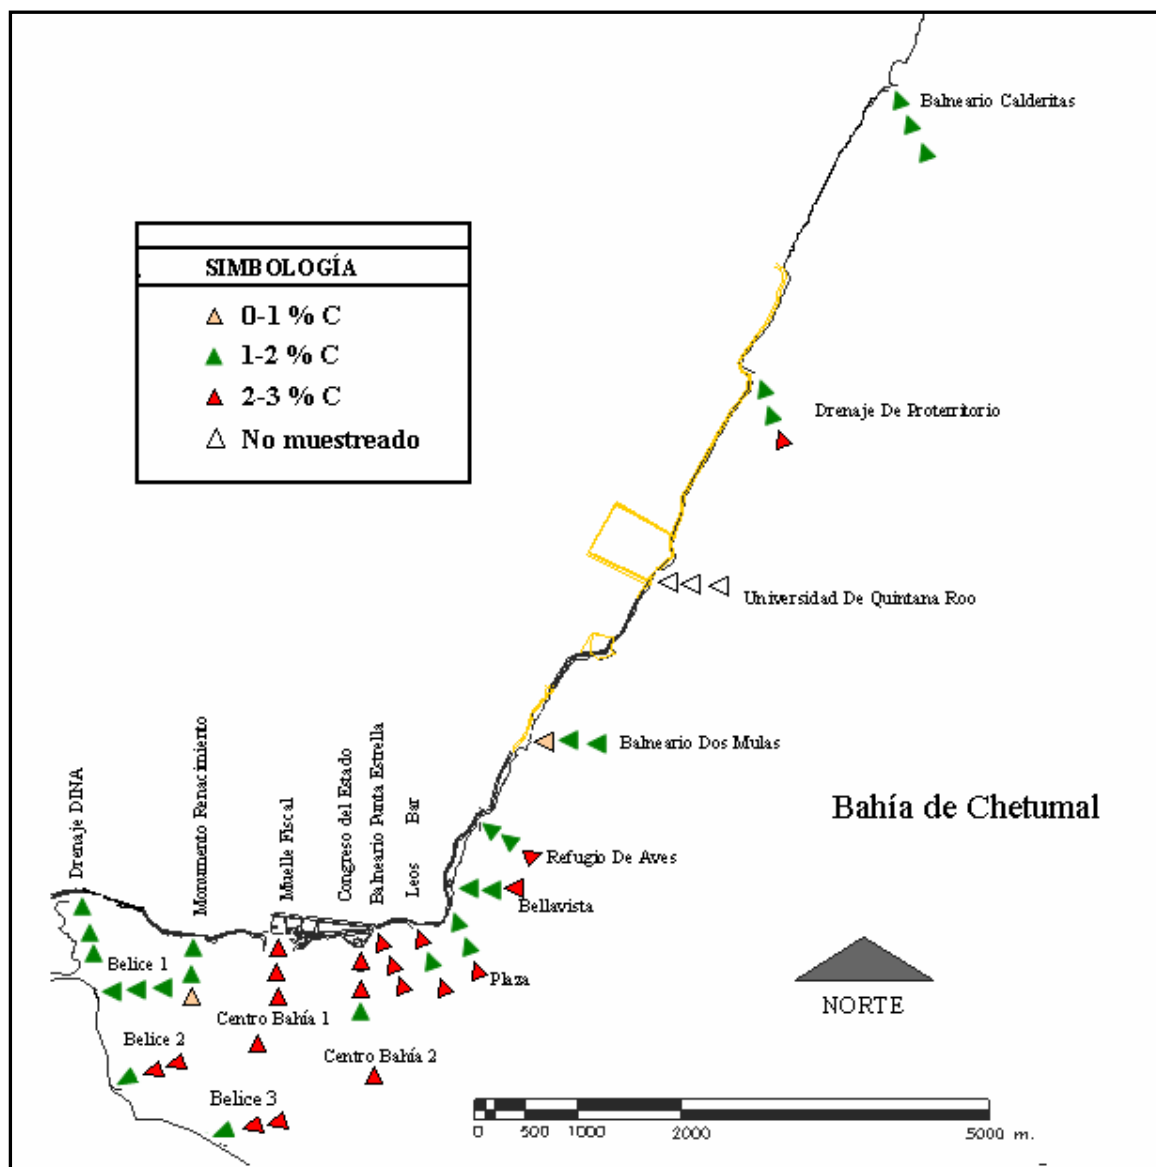 Balneario Calderitas
SIMBOLOGÍA
0-1 % C
1-2 % C
2-3 % C
No muestreado
Drenaje De Proterritorio
Universidad De Quintana Roo
Balneario Dos Mulas
Bahía de Chetumal
Drenaje DINA
Monumento Renacimiento
Muelle Fiscal
Congreso del Estado
Balneario Punta Estrella
Leos Bar
Refugio De Aves
Bellavista
Plaza
Belice 1
NORTE
Centro Bahía 1
Belice 2
Centro Bahía 2
Belice 3
0 500 1000 2000 5000 m.